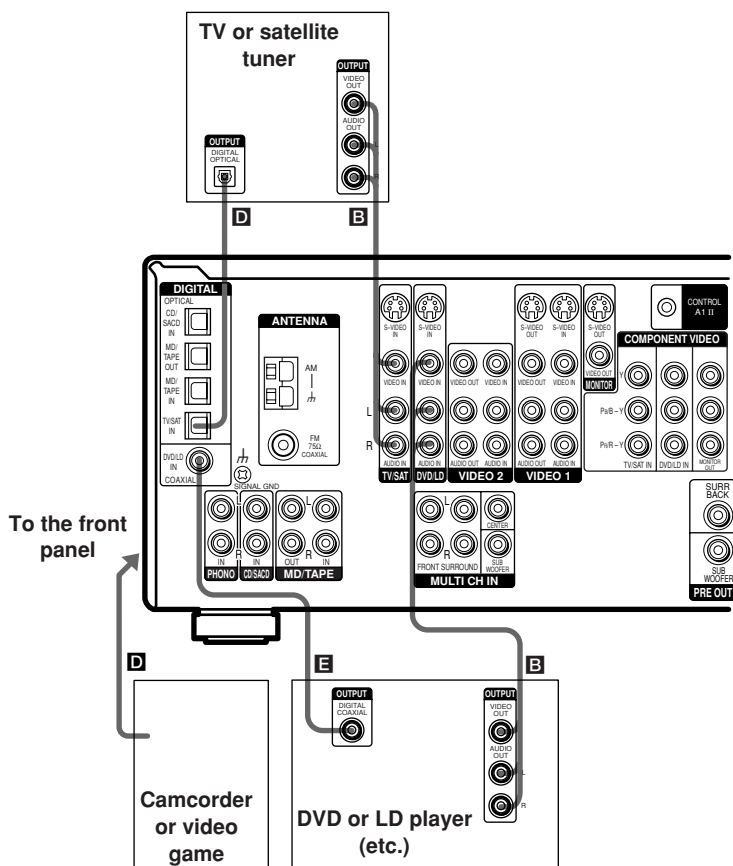 TV or satellite
tuner
OUTPUT
VIDEO
OUT
AUDIO
OUT
L
R
OUTPUT
DIGITAL
OPTICAL
D
B
DIGITAL
OPTICAL
CD/
SACD
IN
MD/
TAPE
OUT
MD/
TAPE
IN
TV/SAT
IN
DVD/LD
IN
COAXIAL
ANTENNA
AM
FM
75Ω
COAXIAL
SIGNAL GND
L
R
IN
IN
PHONO
CD/SACD
L
R
OUT
IN
MD/TAPE
S-VIDEO
IN
S-VIDEO
IN
VIDEO IN
VIDEO IN
L
R
AUDIO IN
AUDIO IN
TV/SAT
DVD/LD
VIDEO OUT
VIDEO IN
AUDIO OUT
AUDIO IN
VIDEO 2
S-VIDEO
OUT
S-VIDEO
IN
VIDEO OUT
VIDEO IN
AUDIO OUT
AUDIO IN
VIDEO 1
S-VIDEO
OUT
VIDEO OUT
MONITOR
CONTROL
A1 II
COMPONENT VIDEO
Y
PB/B – Y
PR/R – Y
TV/SAT IN
DVD/LD IN
MONITOR
OUT
L
R
FRONT
SURROUND
CENTER
SUB
WOOFER
MULTI CH IN
SURR
BACK
SUB
WOOFER
PRE OUT
To the front
panel
D
E
B
Camcorder
or video
game
OUTPUT
DIGITAL
COAXIAL
OUTPUT
VIDEO
OUT
AUDIO
OUT
L
R
DVD or LD player
(etc.)